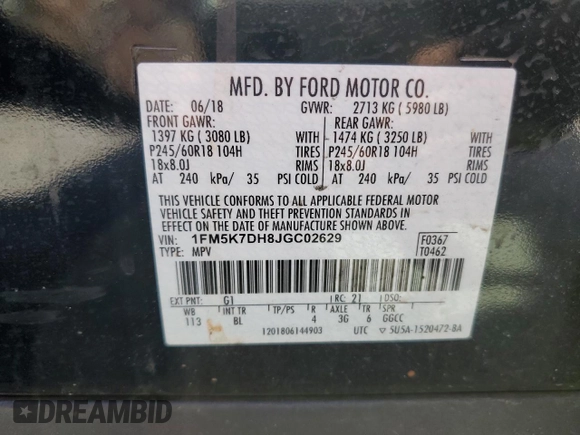 MFD. BY FORD MOTOR CO.
DATE: 06/18 GVWR: 2713 KG ( 5980 LB)
FRONT GAWR: REAR GAWR:
1397 KG ( 3080 LB) WITH 1474 KG ( 3250 LB) WITH
P245/60R18 104H TIRES P245/60R18 104H TIRES
18x8.0J RIMS 18x8.0J RIMS
AT 240 kPa/ 35 PSI COLD AT 240 kPa/ 35 PSI COLD
THIS VEHICLE CONFORMS TO ALL APPLICABLE FEDERAL MOTOR
VEHICLE SAFETY AND THEFT PREVENTION STANDARDS IN
EFFECT ON THE DATE OF MANUFACTURE SHOWN ABOVE.
VIN: 1FM5K7DH8JGC02629 F0367
TYPE: MPV T0462
EXT PNT: G1 RC: 21 DSO:
WB INT TR TP/PS R AXLE TR SPR
113 BL 4 3G 6 GGCC
1201806144903 UTC ▽ 5U5A-1520472-BA
DREAMBID